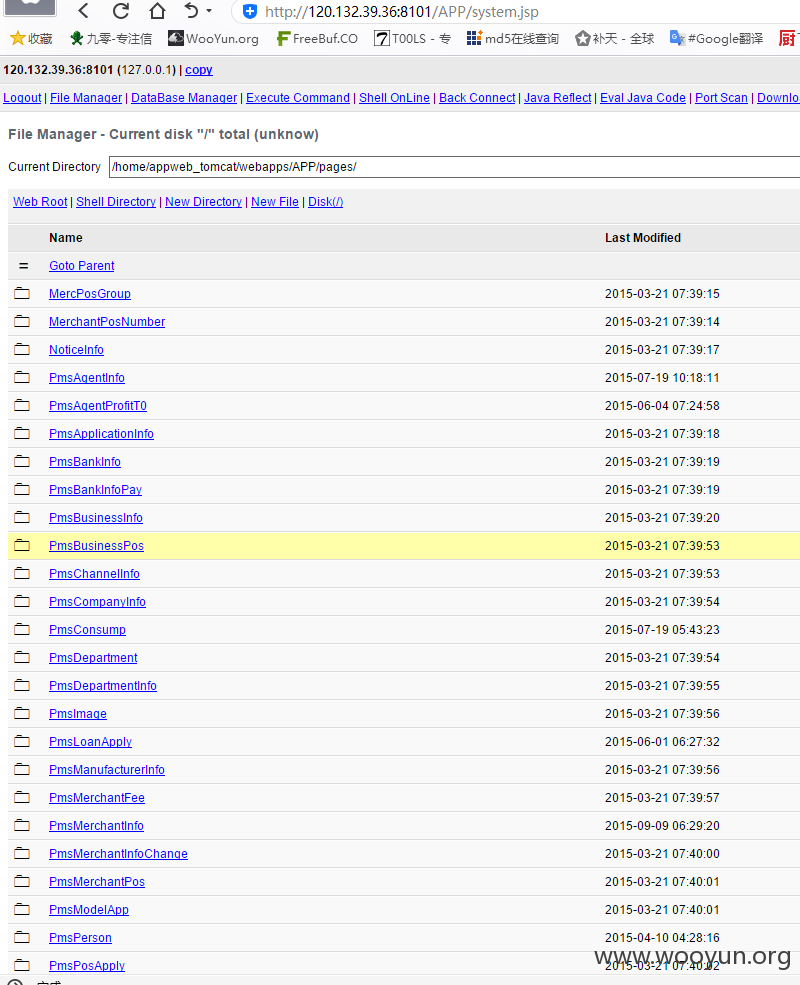 http://120.132.39.36:8101/APP/system.jsp
收藏 九零-专注信 WooYun.org FreeBuf.CO T00LS - 专 md5在线查询 补天 - 全球 #Google翻译
120.132.39.36:8101 (127.0.0.1) | copy
Logout | File Manager | DataBase Manager | Execute Command | Shell OnLine | Back Connect | Java Reflect | Eval Java Code | Port Scan | Downlo
File Manager - Current disk "/" total (unknow)
Current Directory /home/appweb_tomcat/webapps/APP/pages/
Web Root | Shell Directory | New Directory | New File | Disk(/)
Name Last Modified
= Goto Parent
MercPosGroup 2015-03-21 07:39:15
MerchantPosNumber 2015-03-21 07:39:14
NoticeInfo 2015-03-21 07:39:17
PmsAgentInfo 2015-07-19 10:18:11
PmsAgentProfitT0 2015-06-04 07:24:58
PmsApplicationInfo 2015-03-21 07:39:18
PmsBankInfo 2015-03-21 07:39:19
PmsBankInfoPay 2015-03-21 07:39:19
PmsBusinessInfo 2015-03-21 07:39:20
PmsBusinessPos 2015-03-21 07:39:53
PmsChannelInfo 2015-03-21 07:39:53
PmsCompanyInfo 2015-03-21 07:39:54
PmsConsump 2015-07-19 05:43:23
PmsDepartment 2015-03-21 07:39:54
PmsDepartmentInfo 2015-03-21 07:39:55
PmsImage 2015-03-21 07:39:56
PmsLoanApply 2015-06-01 06:27:32
PmsManufacturerInfo 2015-03-21 07:39:56
PmsMerchantFee 2015-03-21 07:39:57
PmsMerchantInfo 2015-09-09 06:29:20
PmsMerchantInfoChange 2015-03-21 07:40:00
PmsMerchantPos 2015-03-21 07:40:01
PmsModelApp 2015-03-21 07:40:01
PmsPerson 2015-04-10 04:28:16
PmsPosApply 2015-03-21 07:40:02
www.wooyun.org